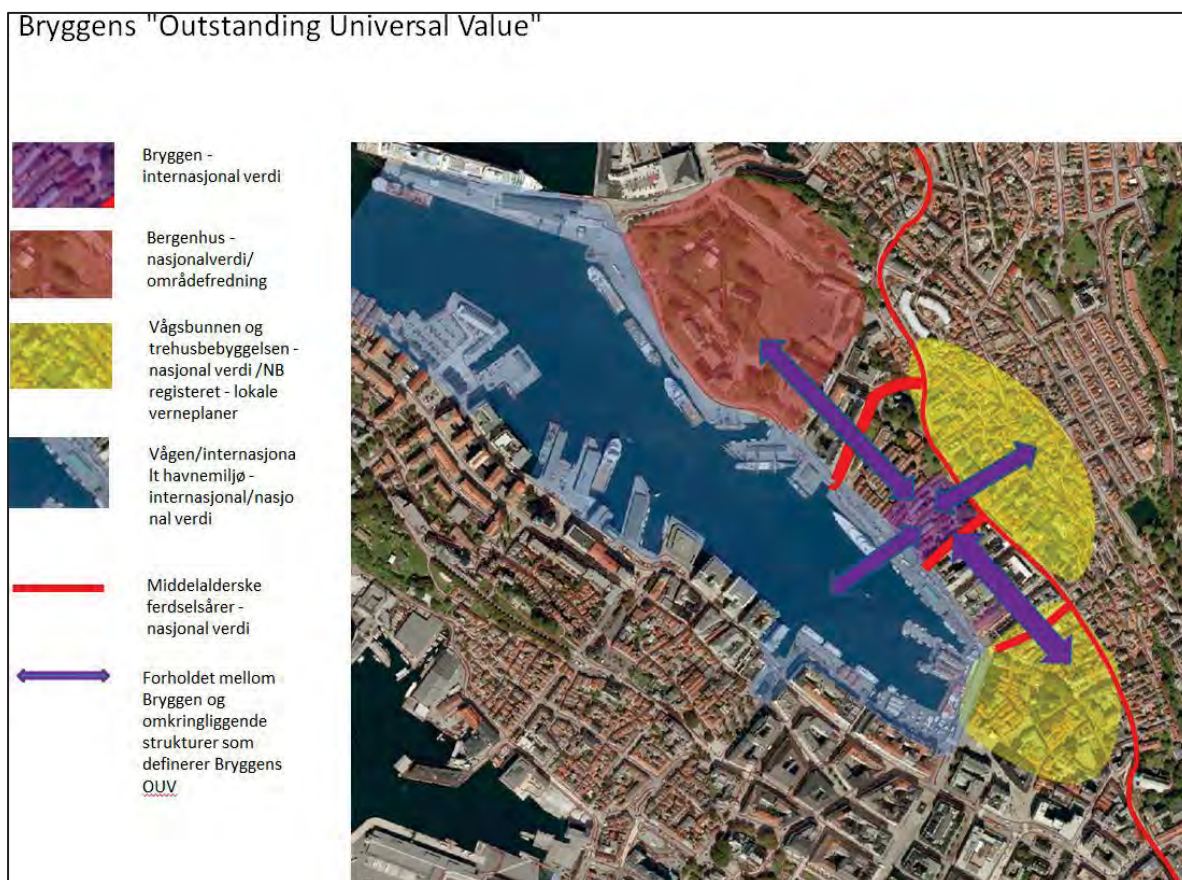 Bryggens "Outstanding Universal Value"
Bryggen -
internasjonal verdi
Bergenhus -
nasjonalverdi/
områdefredning
Vågsbunnen og
trehusbebyggelsen -
nasjonal verdi /NB
registeret - lokale
verneplaner
Vågen/internasjona
lt havnemiljø -
internasjonal/nasjo
nal verdi
Middelalderske
ferdselsårer -
nasjonal verdi
Forholdet mellom
Bryggen og
omkringliggende
strukturer som
definerer Bryggens
OUV